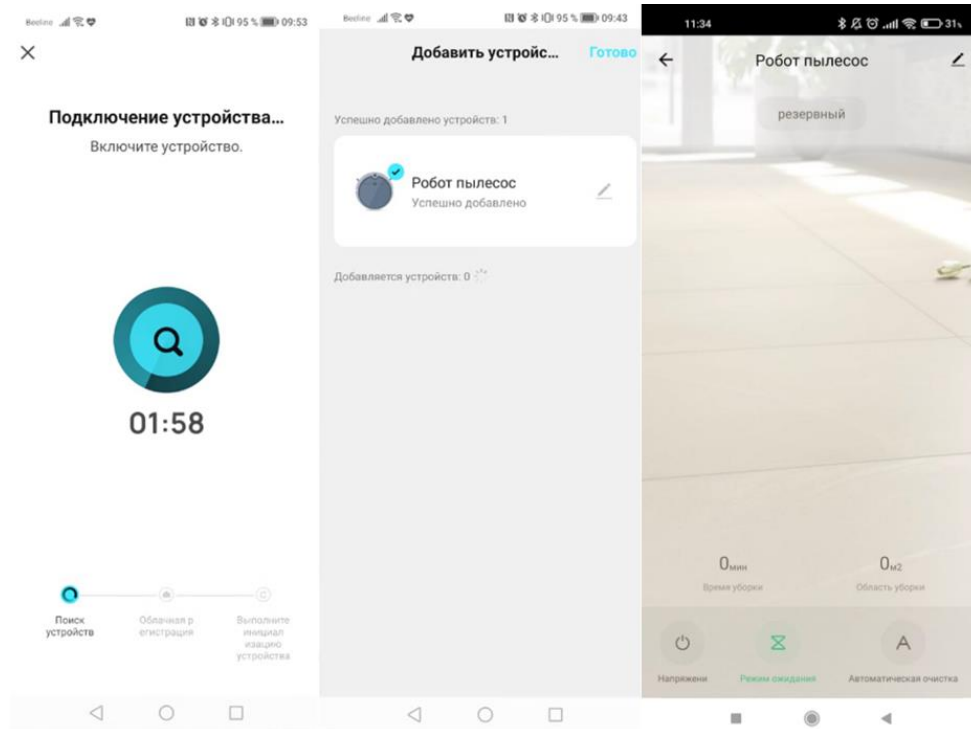 Beeline 95 % 09:53
Подключение устройства...
Включите устройство.
01:58
Поиск
устройств
Облачная р
егистрация
Выполните
инициал
изацию
устройства
Beeline 95 % 09:43
Добавить устройс... Готово
Успешно добавлено устройств: 1
Робот пылесос
Успешно добавлено
Добавляется устройств: 0
11:34 31%
Робот пылесос
резервный
0мин
Время уборки
0м2
Область уборки
Напряжени
Режим ожидания
Автоматическая очистка